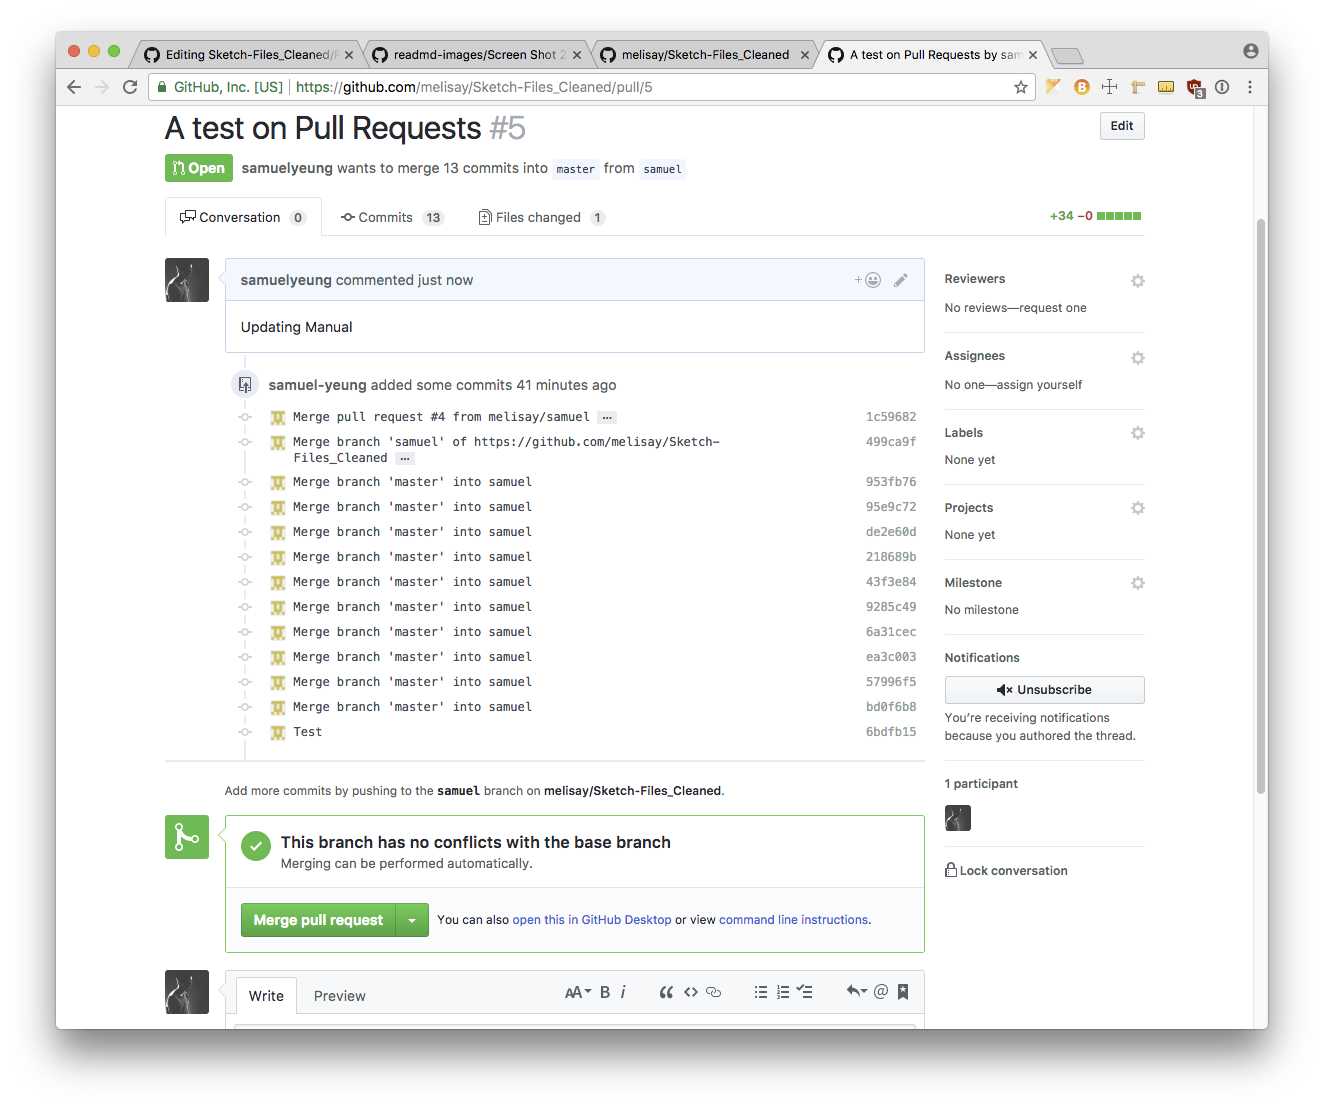 Editing Sketch-Files_Cleaned/
readmd-images/Screen Shot 2
melisay/Sketch-Files_Cleaned
A test on Pull Requests by sam
GitHub, Inc. [US] https://github.com/melisay/Sketch-Files_Cleaned/pull/5
3
A test on Pull Requests #5
Edit
Open samuelyeung wants to merge 13 commits into master from samuel
Conversation 0 Commits 13 Files changed 1 +34 −0
samuelyeung commented just now
Updating Manual
samuel-yeung added some commits 41 minutes ago
Merge pull request #4 from melisay/samuel … 1c59682
Merge branch 'samuel' of https://github.com/melisay/Sketch-
Files_Cleaned … 499ca9f
Merge branch 'master' into samuel 953fb76
Merge branch 'master' into samuel 95e9c72
Merge branch 'master' into samuel de2e60d
Merge branch 'master' into samuel 218689b
Merge branch 'master' into samuel 43f3e84
Merge branch 'master' into samuel 9285c49
Merge branch 'master' into samuel 6a31cec
Merge branch 'master' into samuel ea3c003
Merge branch 'master' into samuel 57996f5
Merge branch 'master' into samuel bd0f6b8
Test 6bdfb15
Add more commits by pushing to the samuel branch on melisay/Sketch-Files_Cleaned.
This branch has no conflicts with the base branch
Merging can be performed automatically.
Merge pull request You can also open this in GitHub Desktop or view command line instructions.
Write Preview AA B i
Reviewers
No reviews—request one
Assignees
No one—assign yourself
Labels
None yet
Projects
None yet
Milestone
No milestone
Notifications
Unsubscribe
You're receiving notifications
because you authored the thread.
1 participant
Lock conversation